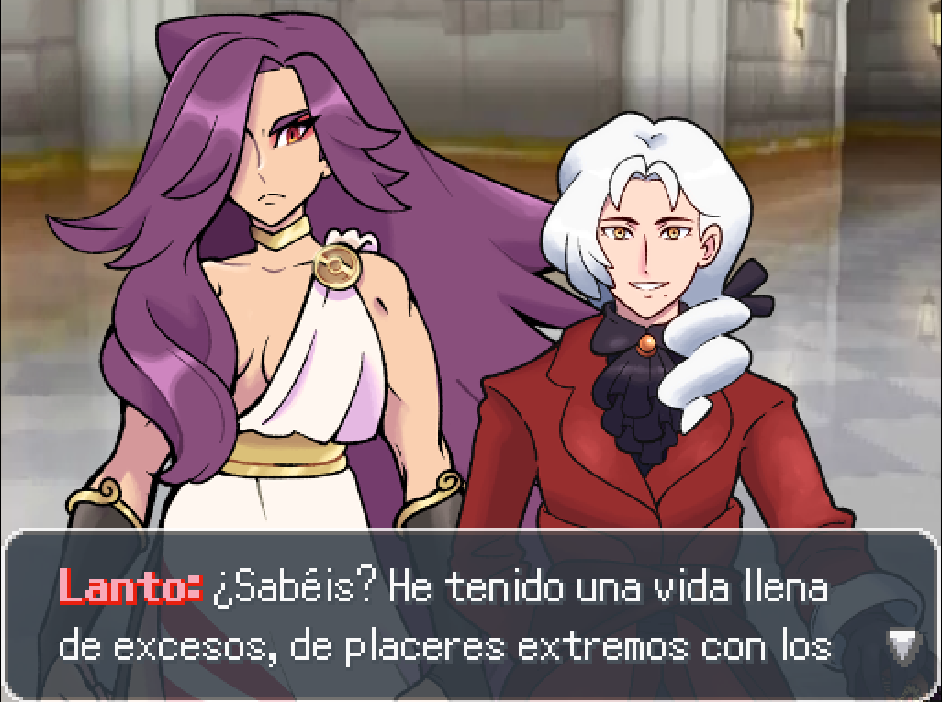 Lanto: ¿Sabéis? He tenido una vida llena
de excesos, de placeres extremos con los